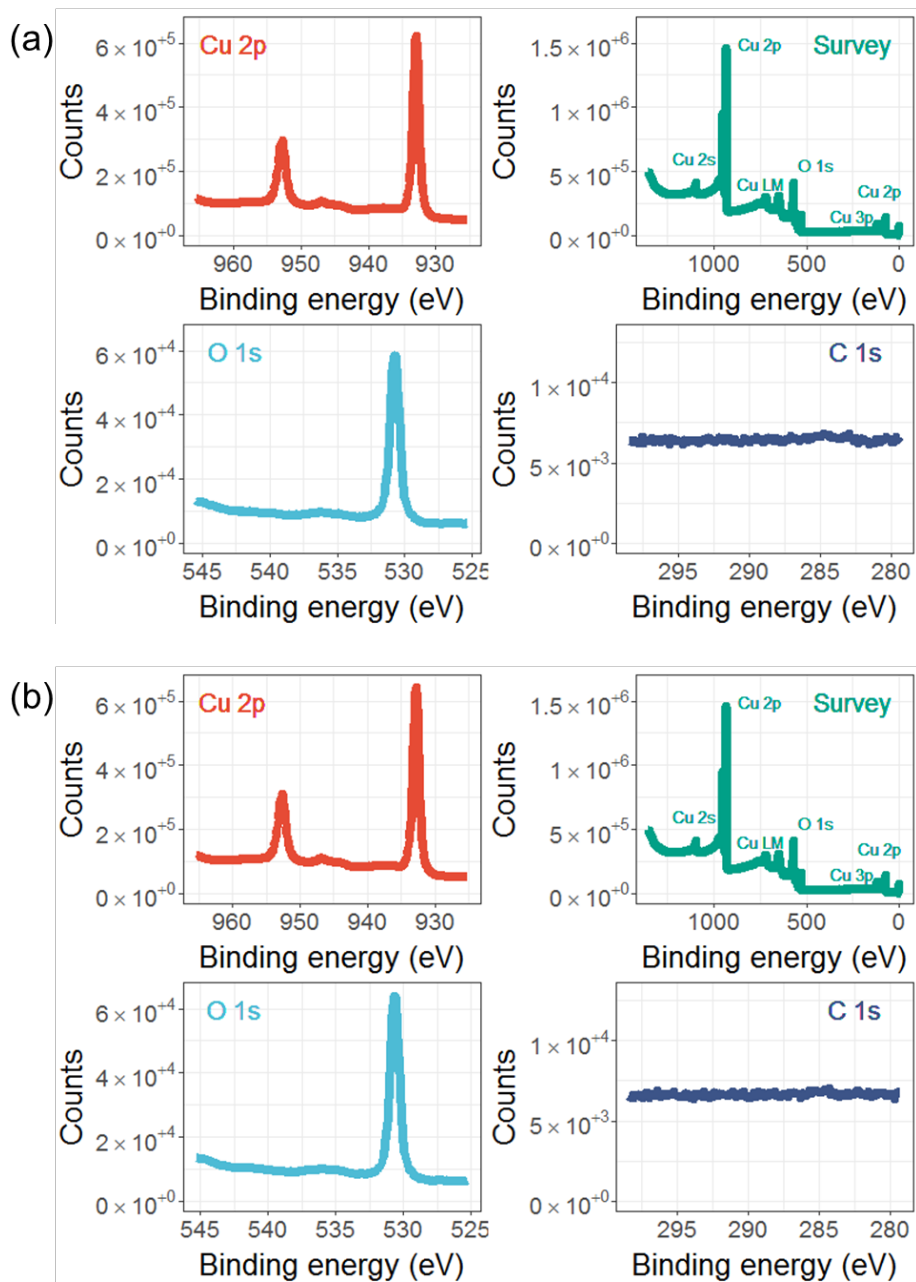 (a)
Cu 2p
6 × 10⁺⁵
4 × 10⁺⁵
2 × 10⁺⁵
0 × 10⁺⁰
Counts
960 950 940 930
Binding energy (eV)
Survey
1.5 × 10⁺⁶
1 × 10⁺⁶
5 × 10⁺⁵
0 × 10⁺⁰
Counts
Cu 2p
Cu 2s
O 1s
Cu LM
Cu 2p
Cu 3p
1000 500 0
Binding energy (eV)
O 1s
6 × 10⁺⁴
4 × 10⁺⁴
2 × 10⁺⁴
0 × 10⁺⁰
Counts
545 540 535 530 525
Binding energy (eV)
C 1s
1 × 10⁺⁴
5 × 10⁺³
0 × 10⁺⁰
Counts
295 290 285 280
Binding energy (eV)
(b)
Cu 2p
6 × 10⁺⁵
4 × 10⁺⁵
2 × 10⁺⁵
0 × 10⁺⁰
Counts
960 950 940 930
Binding energy (eV)
Survey
1.5 × 10⁺⁶
1 × 10⁺⁶
5 × 10⁺⁵
0 × 10⁺⁰
Counts
Cu 2p
Cu 2s
O 1s
Cu LM
Cu 2p
Cu 3p
1000 500 0
Binding energy (eV)
O 1s
6 × 10⁺⁴
4 × 10⁺⁴
2 × 10⁺⁴
0 × 10⁺⁰
Counts
545 540 535 530 525
Binding energy (eV)
C 1s
1 × 10⁺⁴
5 × 10⁺³
0 × 10⁺⁰
Counts
295 290 285 280
Binding energy (eV)